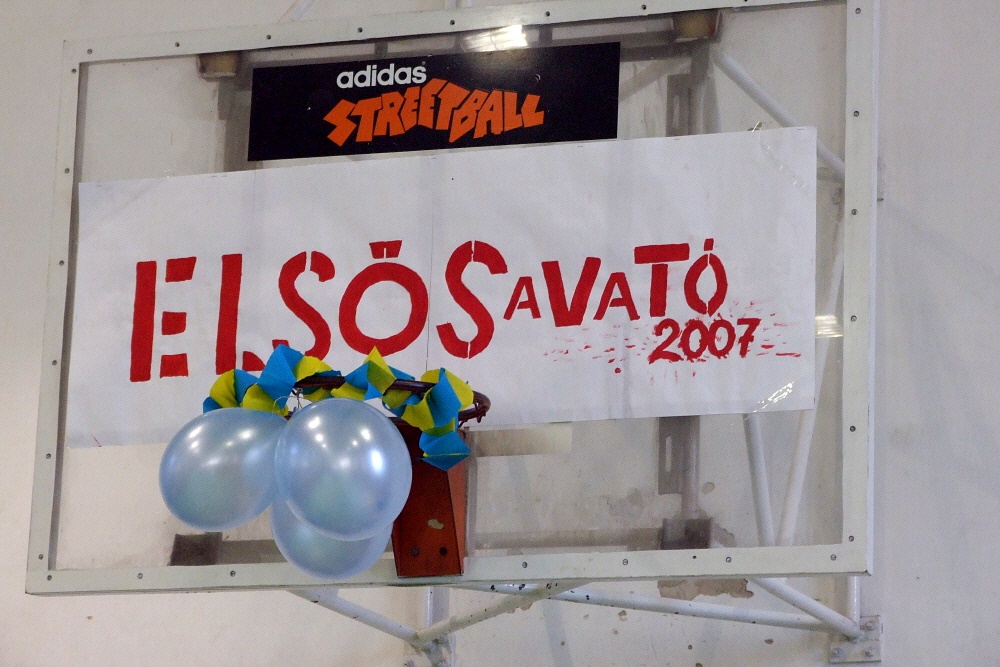 adidas
STREETBALL
ELSŐSAVATÓ
2007